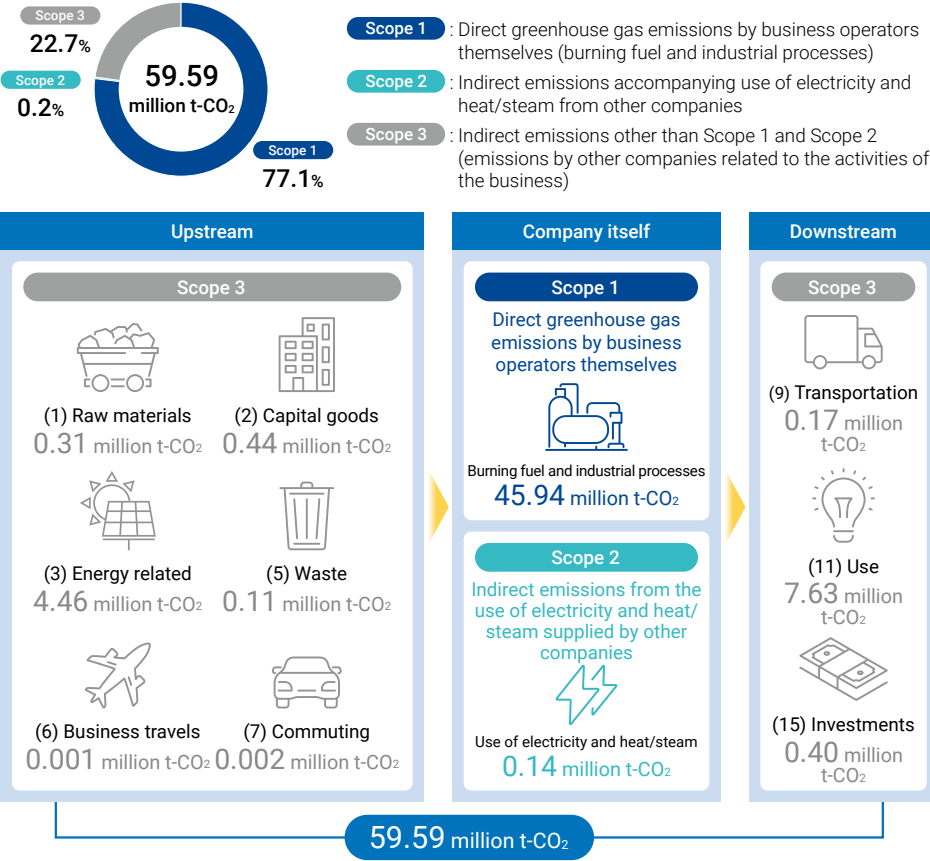 Scope 3
22.7%
Scope 2
0.2%
59.59
million t-CO2
Scope 1
77.1%
Scope 1 : Direct greenhouse gas emissions by business operators
themselves (burning fuel and industrial processes)
Scope 2 : Indirect emissions accompanying use of electricity and
heat/steam from other companies
Scope 3 : Indirect emissions other than Scope 1 and Scope 2
(emissions by other companies related to the activities of
the business)
Upstream
Scope 3
(1) Raw materials
0.31 million t-CO2
(2) Capital goods
0.44 million t-CO2
(3) Energy related
4.46 million t-CO2
(5) Waste
0.11 million t-CO2
(6) Business travels
0.001 million t-CO2
(7) Commuting
0.002 million t-CO2
Company itself
Scope 1
Direct greenhouse gas
emissions by business
operators themselves
Burning fuel and industrial processes
45.94 million t-CO2
Scope 2
Indirect emissions from the
use of electricity and heat/
steam supplied by other
companies
Use of electricity and heat/steam
0.14 million t-CO2
Downstream
Scope 3
(9) Transportation
0.17 million
t-CO2
(11) Use
7.63 million
t-CO2
(15) Investments
0.40 million
t-CO2
59.59 million t-CO2